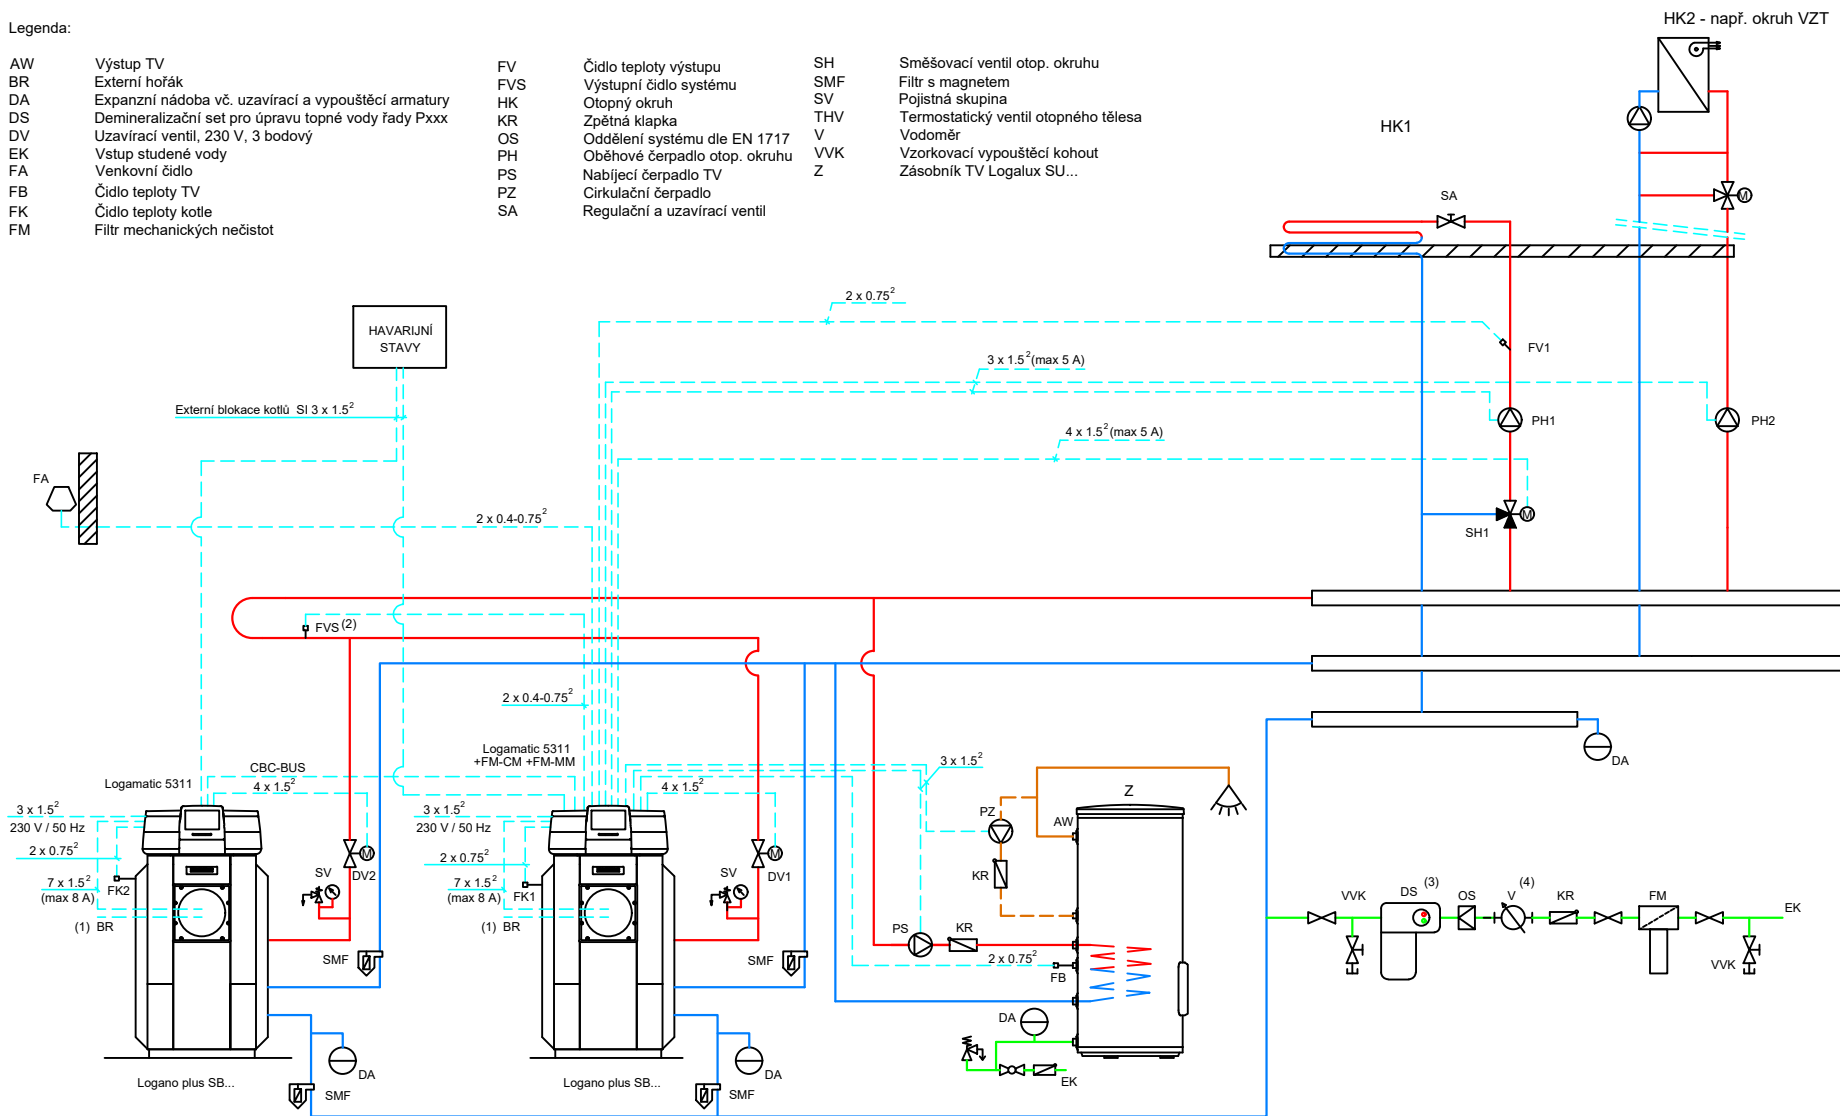 Legenda:
AW Výstup TV
BR Externí hořák
DA Expanzní nádoba vč. uzavírací a vypouštěcí armatury
DS Demineralizační set pro úpravu topné vody řady Pxxx
DV Uzavírací ventil, 230 V, 3 bodový
EK Vstup studené vody
FA Venkovní čidlo
FB Čidlo teploty TV
FK Čidlo teploty kotle
FM Filtr mechanických nečistot
FV Čidlo teploty výstupu
FVS Výstupní čidlo systému
HK Otopný okruh
KR Zpětná klapka
OS Oddělení systému dle EN 1717
PH Oběhové čerpadlo otop. okruhu
PS Nabíjecí čerpadlo TV
PZ Cirkulační čerpadlo
SA Regulační a uzavírací ventil
SH Směšovací ventil otop. okruhu
SMF Filtr s magnetem
SV Pojistná skupina
THV Termostatický ventil otopného tělesa
V Vodoměr
VVK Vzorkovací vypouštěcí kohout
Z Zásobník TV Logalux SU...
HK2 - např. okruh VZT
HK1
SA
M
2 x 0.75²
HAVARIJNÍ
STAVY
FV1
3 x 1.5² (max 5 A)
Externí blokace kotlů SI 3 x 1.5²
PH1
PH2
4 x 1.5² (max 5 A)
FA
2 x 0.4-0.75²
M
SH1
FVS (2)
2 x 0.4-0.75²
Logamatic 5311
+FM-CM +FM-MM
CBC-BUS
Logamatic 5311
4 x 1.5²
4 x 1.5²
3 x 1.5²
DA
3 x 1.5²
230 V / 50 Hz
3 x 1.5²
230 V / 50 Hz
Z
PZ
AW
2 x 0.75²
M
DV2
2 x 0.75²
M
DV1
SV
SV
KR
7 x 1.5²
(max 8 A)
FK2
7 x 1.5²
(max 8 A)
FK1
(1) BR
(1) BR
PS
KR
VVK
DS (3)
OS
V (4)
KR
FM
EK
SMF
SMF
2 x 0.75²
FB
VVK
DA
DA
DA
EK
Logano plus SB...
Logano plus SB...
SMF
SMF